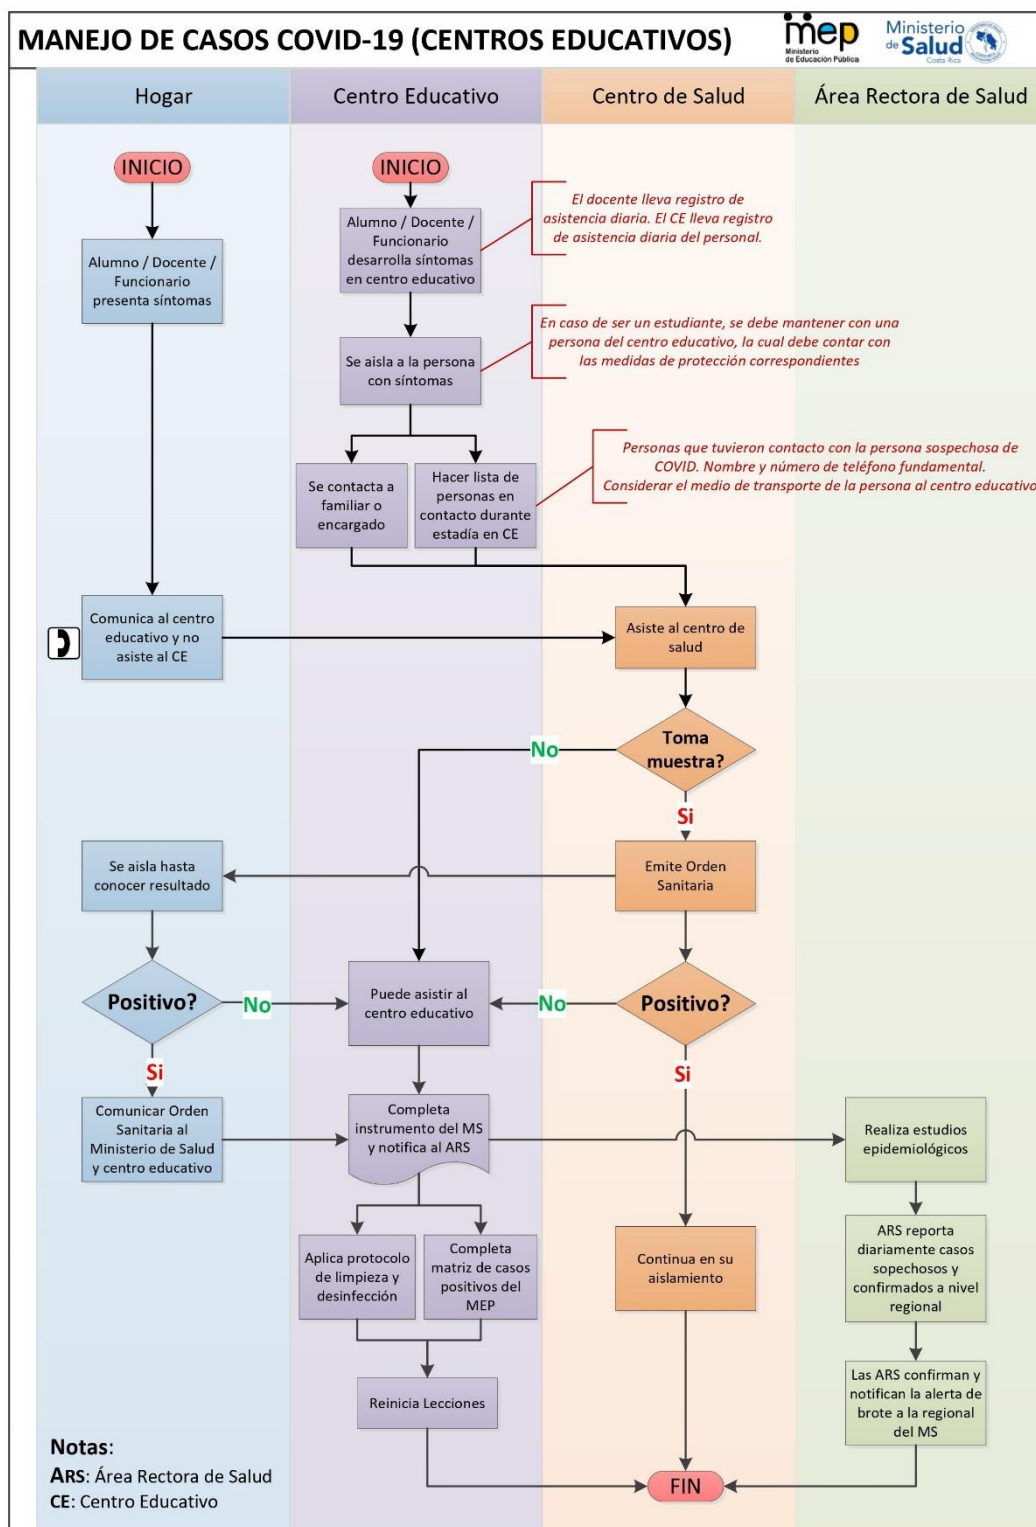 MANEJO DE CASOS COVID-19 (CENTROS EDUCATIVOS)
mep
Ministerio
de Educación Pública
Ministerio
de Salud
Costa Rica
Hogar
Centro Educativo
Centro de Salud
Área Rectora de Salud
INICIO
INICIO
Alumno / Docente /
Funcionario
presenta síntomas
Alumno / Docente /
Funcionario
desarrolla síntomas
en centro educativo
El docente lleva registro de
asistencia diaria. El CE lleva registro
de asistencia diaria del personal.
Se aisla a la persona
con síntomas
En caso de ser un estudiante, se debe mantener con una
persona del centro educativo, la cual debe contar con
las medidas de protección correspondientes
Se contacta a
familiar o
encargado
Hacer lista de
personas en
contacto durante
estadía en CE
Personas que tuvieron contacto con la persona sospechosa de
COVID. Nombre y número de teléfono fundamental.
Considerar el medio de transporte de la persona al centro educativo
Comunica al centro
educativo y no
asiste al CE
Asiste al centro de
salud
Toma
muestra?
No
Si
Se aisla hasta
conocer resultado
Emite Orden
Sanitaria
Positivo?
No
Puede asistir al
centro educativo
No
Positivo?
Si
Si
Comunicar Orden
Sanitaria al
Ministerio de Salud
y centro educativo
Completa
instrumento del MS
y notifica al ARS
Realiza estudios
epidemiológicos
Aplica protocolo
de limpieza y
desinfección
Completa
matriz de casos
positivos del
MEP
Continua en su
aislamiento
ARS reporta
diariamente casos
sopechosos y
confirmados a nivel
regional
Reinicia Lecciones
Las ARS confirman y
notifican la alerta de
brote a la regional
del MS
Notas:
ARS: Área Rectora de Salud
CE: Centro Educativo
FIN